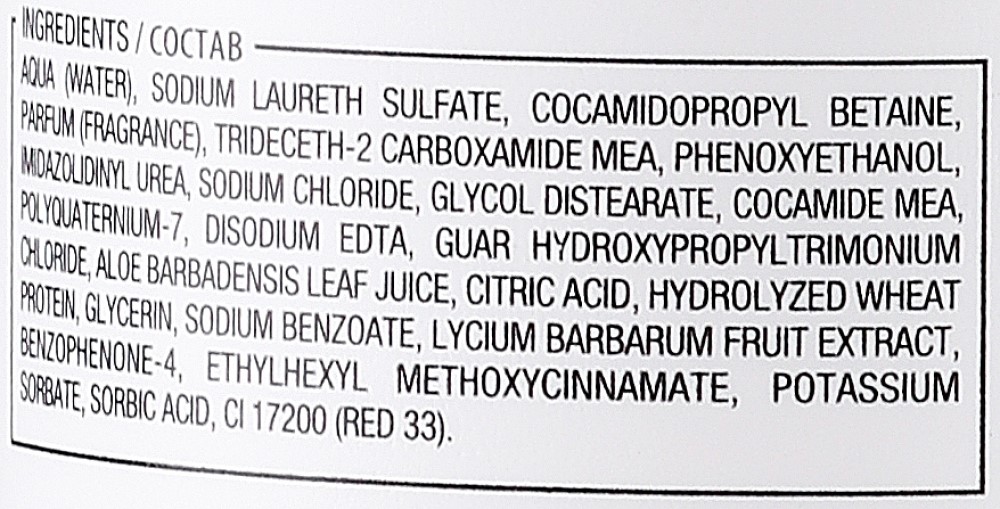 INGREDIENTS / СОСТАВ
AQUA (WATER), SODIUM LAURETH SULFATE, COCAMIDOPROPYL BETAINE,
PARFUM (FRAGRANCE), TRIDECETH-2 CARBOXAMIDE MEA, PHENOXYETHANOL,
IMIDAZOLIDINYL UREA, SODIUM CHLORIDE, GLYCOL DISTEARATE, COCAMIDE MEA,
POLYQUATERNIUM-7, DISODIUM EDTA, GUAR HYDROXYPROPYLTRIMONIUM
CHLORIDE, ALOE BARBADENSIS LEAF JUICE, CITRIC ACID, HYDROLYZED WHEAT
PROTEIN, GLYCERIN, SODIUM BENZOATE, LYCIUM BARBARUM FRUIT EXTRACT,
BENZOPHENONE-4, ETHYLHEXYL METHOXYCINNAMATE, POTASSIUM
SORBATE, SORBIC ACID, CI 17200 (RED 33).